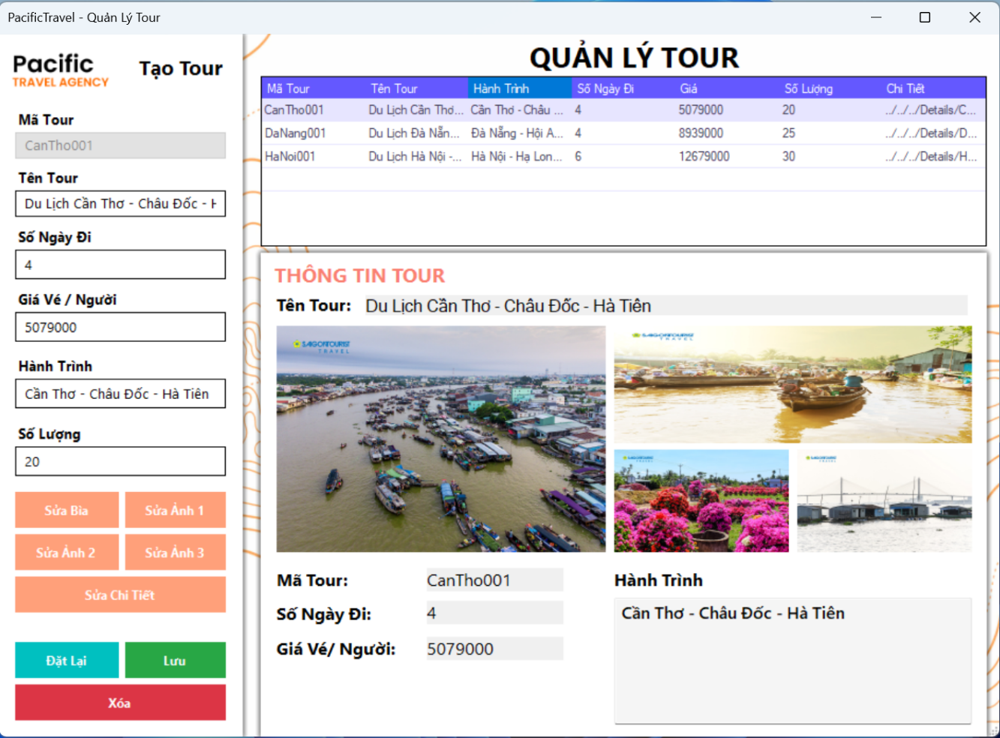 PacificTravel - Quản Lý Tour
Pacific
TRAVEL AGENCY
Tạo Tour
Mã Tour
CanTho001
Tên Tour
Du Lịch Cần Thơ - Châu Đốc - H
Số Ngày Đi
4
Giá Vé / Người
5079000
Hành Trình
Cần Thơ - Châu Đốc - Hà Tiên
Số Lượng
20
Sửa Bìa
Sửa Ảnh 1
Sửa Ảnh 2
Sửa Ảnh 3
Sửa Chi Tiết
Đặt Lại
Lưu
Xóa
QUẢN LÝ TOUR
Mã Tour Tên Tour Hành Trình Số Ngày Đi Giá Số Lượng Chi Tiết
CanTho001 Du Lịch Cần Thơ... Cần Thơ - Châu ... 4 5079000 20 ../../../Details/C...
DaNang001 Du Lịch Đà Nẵn... Đà Nẵng - Hội A... 4 8939000 25 ../../../Details/D...
HaNoi001 Du Lịch Hà Nội -... Hà Nội - Hạ Lon... 6 12679000 30 ../../../Details/H...
THÔNG TIN TOUR
Tên Tour: Du Lịch Cần Thơ - Châu Đốc - Hà Tiên
SAIGONTOURIST
TRAVEL
SAIGONTOURIST
TRAVEL
SAIGONTOURIST
TRAVEL
SAIGONTOURIST
TRAVEL
Mã Tour: CanTho001
Số Ngày Đi: 4
Giá Vé/ Người: 5079000
Hành Trình
Cần Thơ - Châu Đốc - Hà Tiên